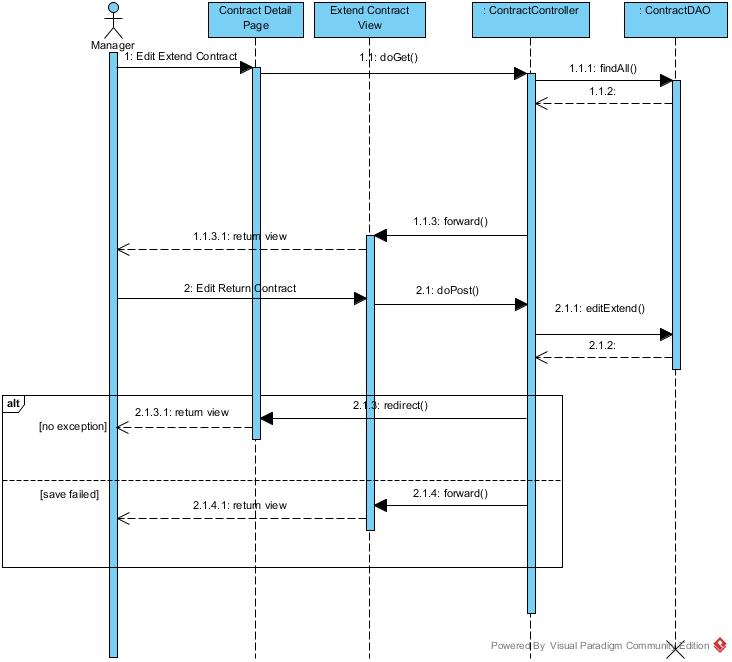 Contract Detail
Page
Extend Contract
View
: ContractController
: ContractDAO
Manager
1: Edit Extend Contract
1.1: doGet()
1.1.1: findAll()
1.1.2:
1.1.3: forward()
1.1.3.1: return view
2: Edit Return Contract
2.1: doPost()
2.1.1: editExtend()
2.1.2:
alt
2.1.3: redirect()
2.1.3.1: return view
[no exception]
[save failed]
2.1.4: forward()
2.1.4.1: return view
Powered By Visual Paradigm Community Edition